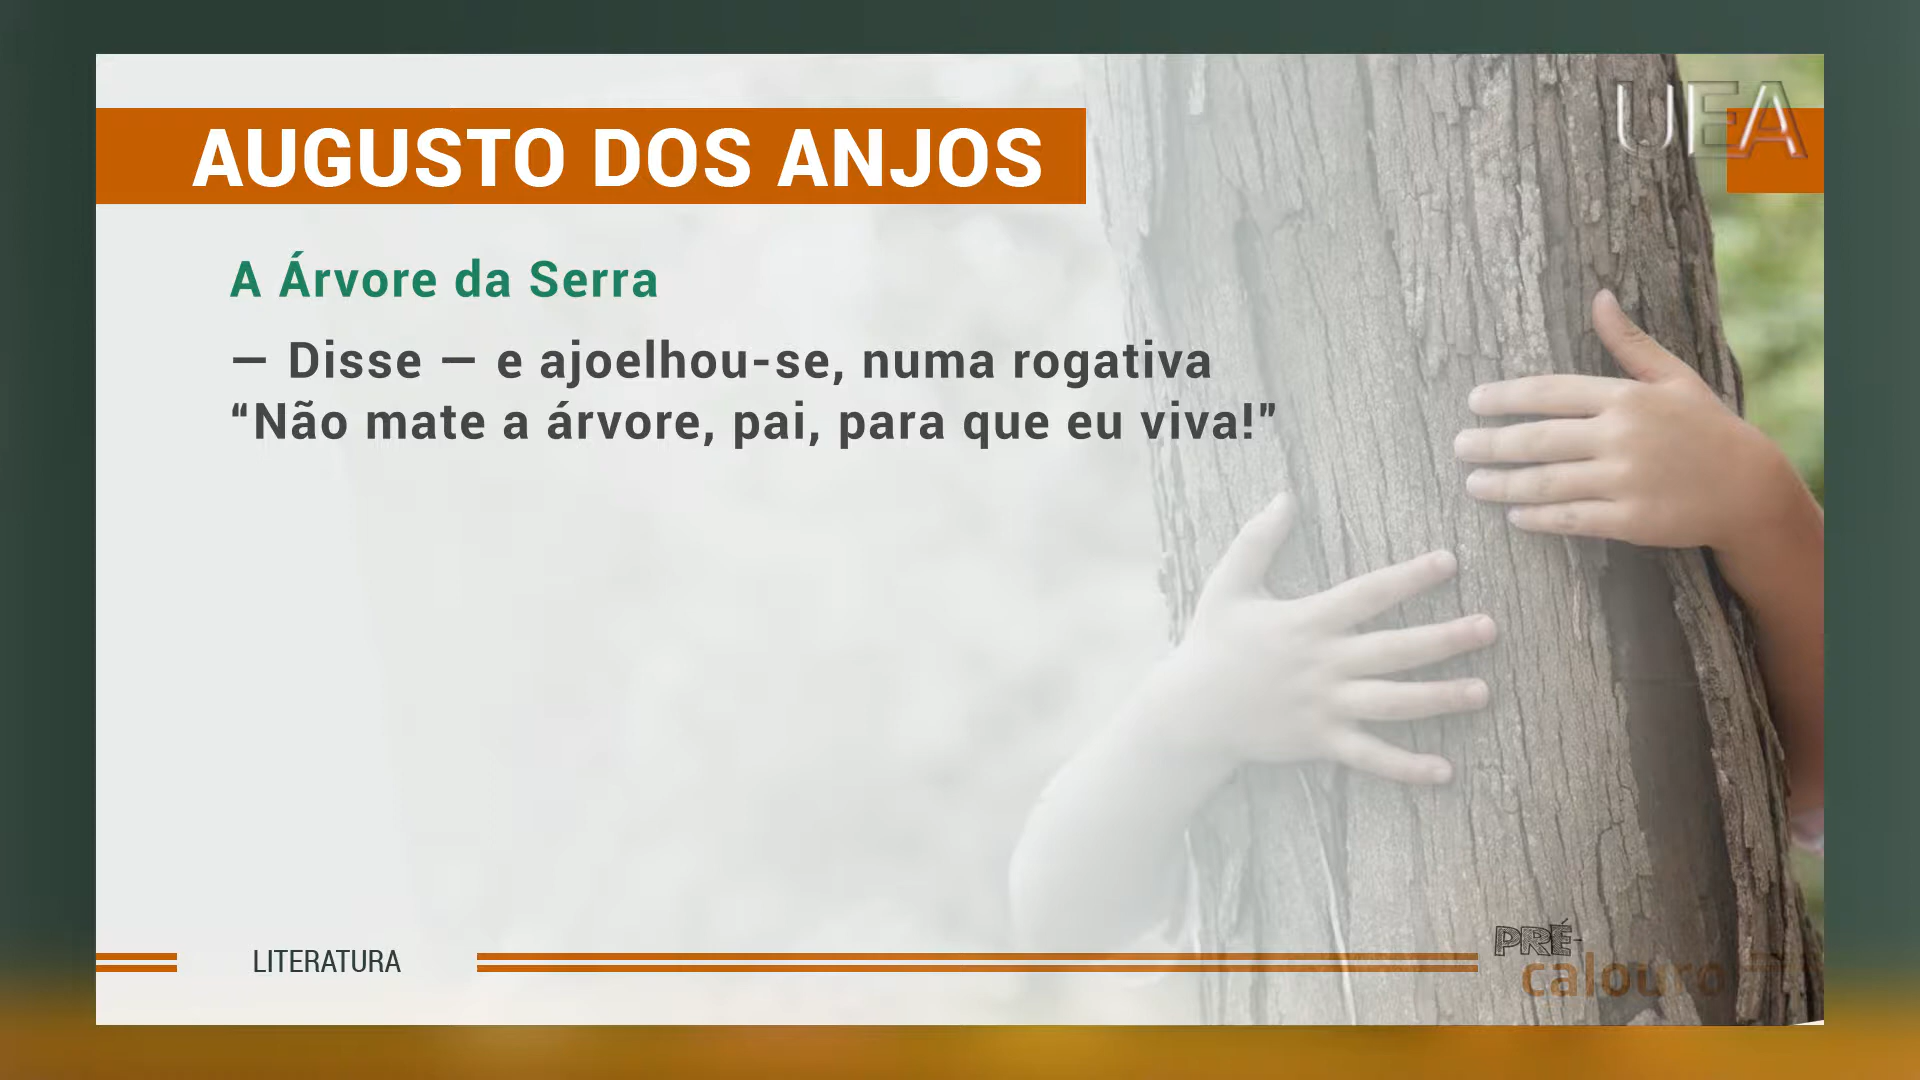 UEA
AUGUSTO DOS ANJOS
A Árvore da Serra
— Disse — e ajoelhou-se, numa rogativa
“Não mate a árvore, pai, para que eu viva!”
LITERATURA
PRÉ-
calouro